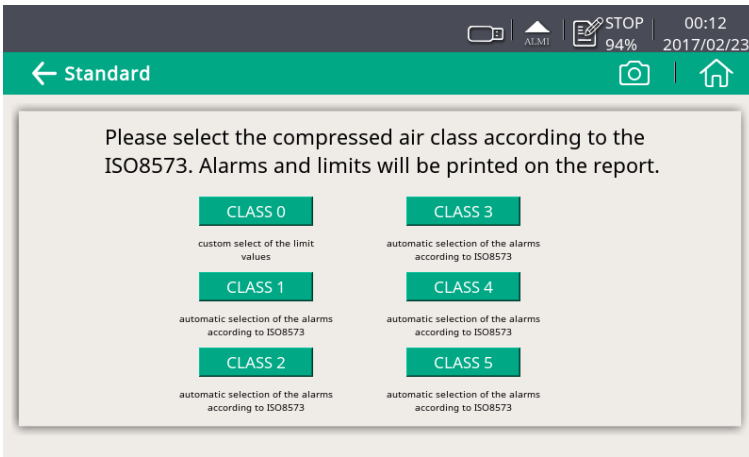 STOP
00:12
ALM1
94%
2017/02/23
Standard
Please select the compressed air class according to the
ISO8573. Alarms and limits will be printed on the report.
CLASS 0
CLASS 3
custom select of the limit
values
automatic selection of the alarms
according to ISO8573
CLASS 1
CLASS 4
automatic selection of the alarms
according to ISO8573
automatic selection of the alarms
according to ISO8573
CLASS 2
CLASS 5
automatic selection of the alarms
according to ISO8573
automatic selection of the alarms
according to ISO8573